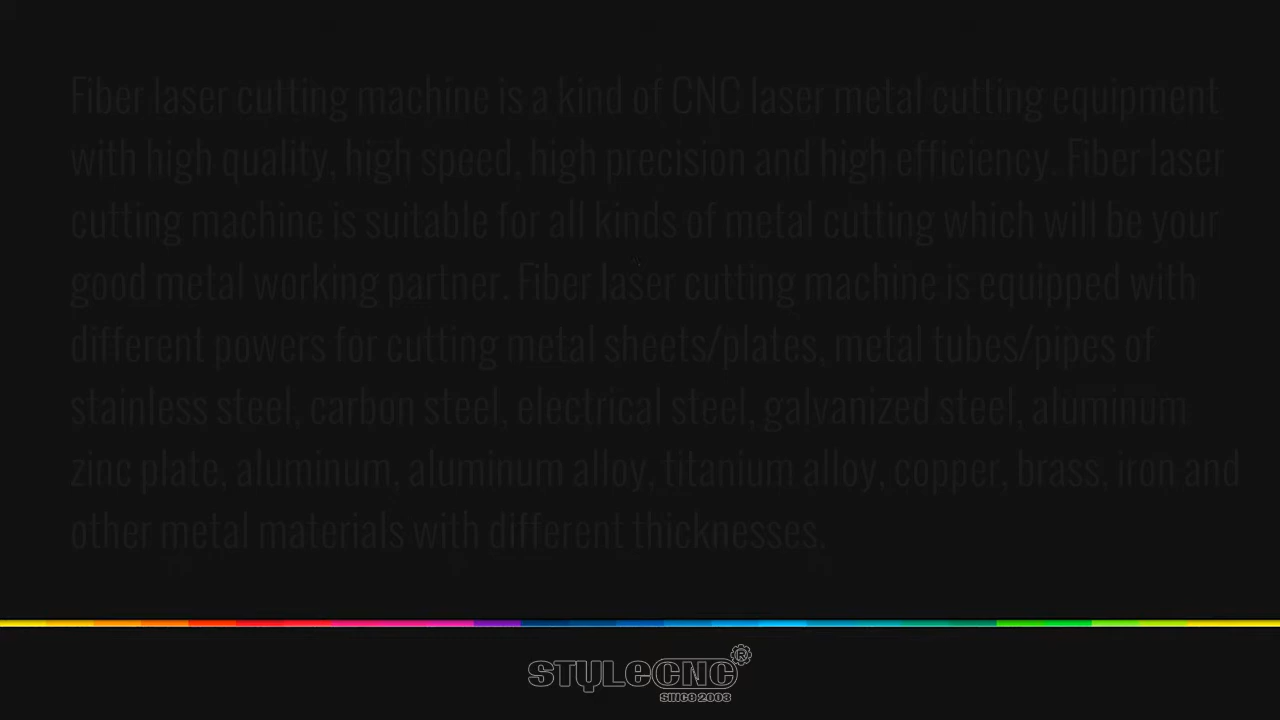 Fiber laser cutting machine is a kind of CNC laser metal cutting equipment
with high quality, high speed, high precision and high efficiency. Fiber laser
cutting machine is suitable for all kinds of metal cutting which will be your
good metal working partner. Fiber laser cutting machine is equipped with
different powers for cutting metal sheets/plates, metal tubes/pipes of
stainless steel, carbon steel, electrical steel, galvanized steel, aluminum
zinc plate, aluminum, aluminum alloy, titanium alloy, copper, brass, iron and
other metal materials with different thicknesses.
STYLECNC®
SINCE 2003